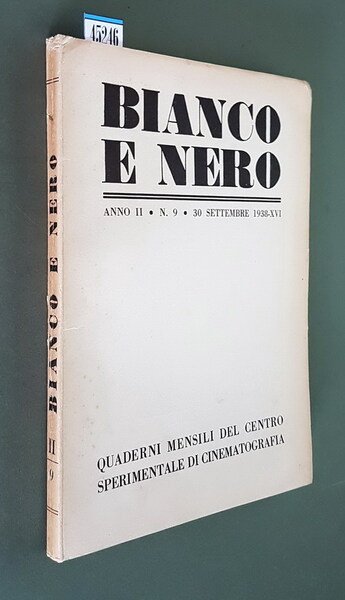 45246
BIANCO
E NERO
ANNO II • N. 9 • 30 SETTEMBRE 1938-XVI
QUADERNI MENSILI DEL CENTRO
SPERIMENTALE DI CINEMATOGRAFIA
BIANCO E NERO
II
9